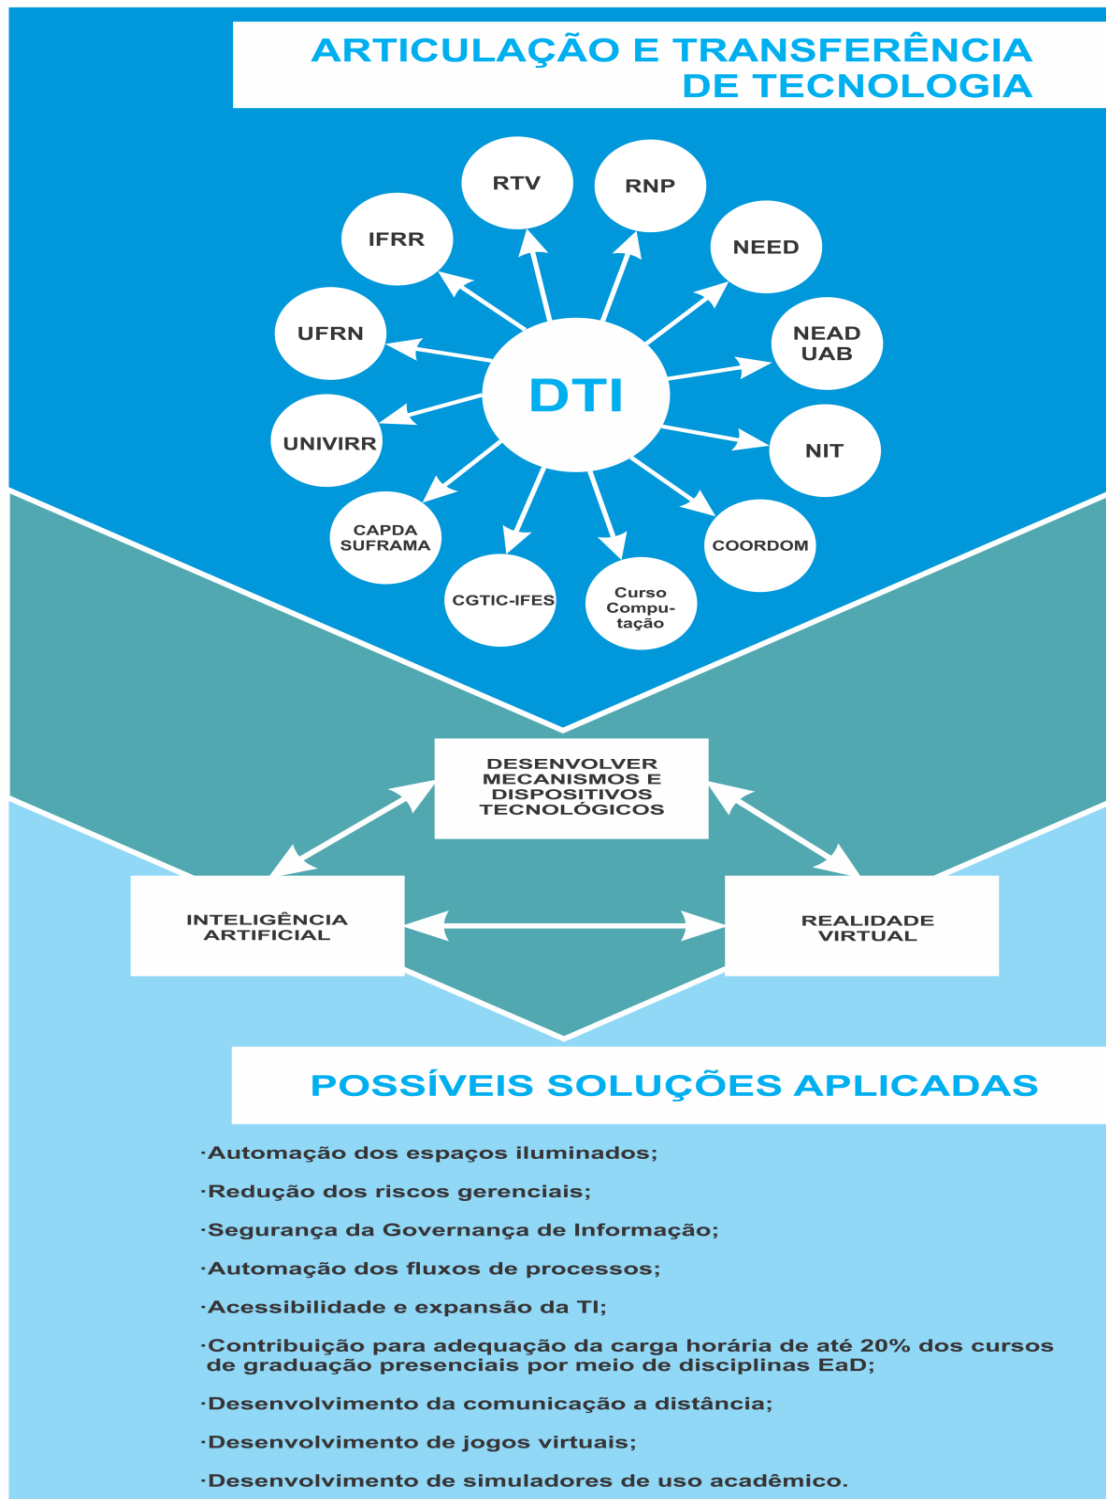 ARTICULAÇÃO E TRANSFERÊNCIA
DE TECNOLOGIA
RTV
RNP
IFRR
NEED
UFRN
NEAD
UAB
DTI
UNIVIRR
NIT
CAPDA
SUFRAMA
COORDOM
CGTIC-IFES
Curso
Compu-
tação
DESENVOLVER
MECANISMOS E
DISPOSITIVOS
TECNOLÓGICOS
INTELIGÊNCIA
ARTIFICIAL
REALIDADE
VIRTUAL
POSSÍVEIS SOLUÇÕES APLICADAS
·Automação dos espaços iluminados;
·Redução dos riscos gerenciais;
·Segurança da Governança de Informação;
·Automação dos fluxos de processos;
·Acessibilidade e expansão da TI;
·Contribuição para adequação da carga horária de até 20% dos cursos
de graduação presenciais por meio de disciplinas EaD;
·Desenvolvimento da comunicação a distância;
·Desenvolvimento de jogos virtuais;
·Desenvolvimento de simuladores de uso acadêmico.